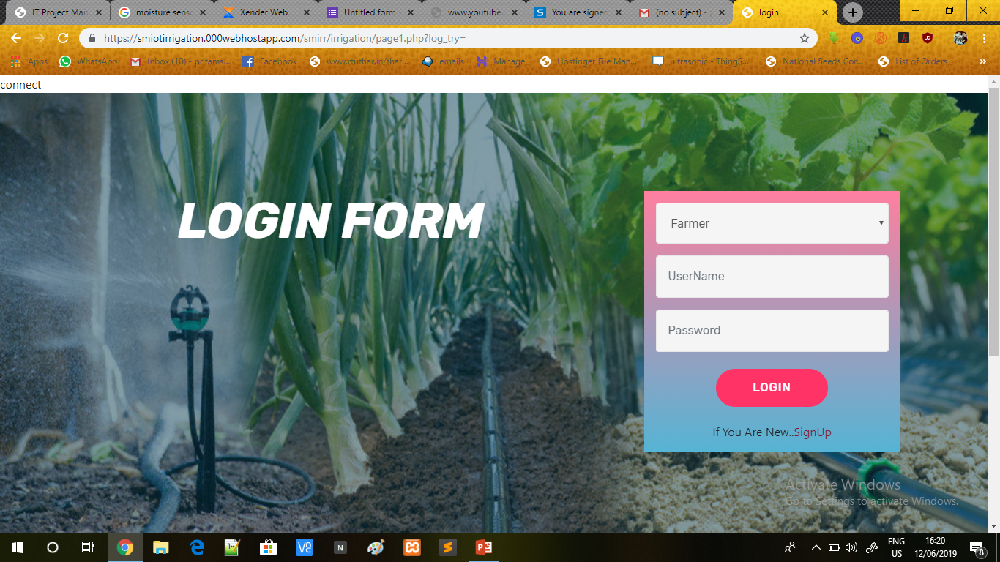 IT Project Man
moisture sens
Xender Web
Untitled form
www.youtube
You are signed
(no subject) -
login
https://smiotirrigation.000webhostapp.com/smirr/irrigation/page1.php?log_try=
Apps
WhatsApp
Inbox (10) - pritams...
Facebook
www.rtuthar.in/thar...
emails
Manage
Hostinger File Man...
ultrasonic - ThingS...
National Seeds Cor...
List of Orders
»
connect
LOGIN FORM
Farmer
UserName
Password
LOGIN
If You Are New..SignUp
Activate Windows
Go to Settings to activate Windows.
ENG
US
16:20
12/06/2019
8